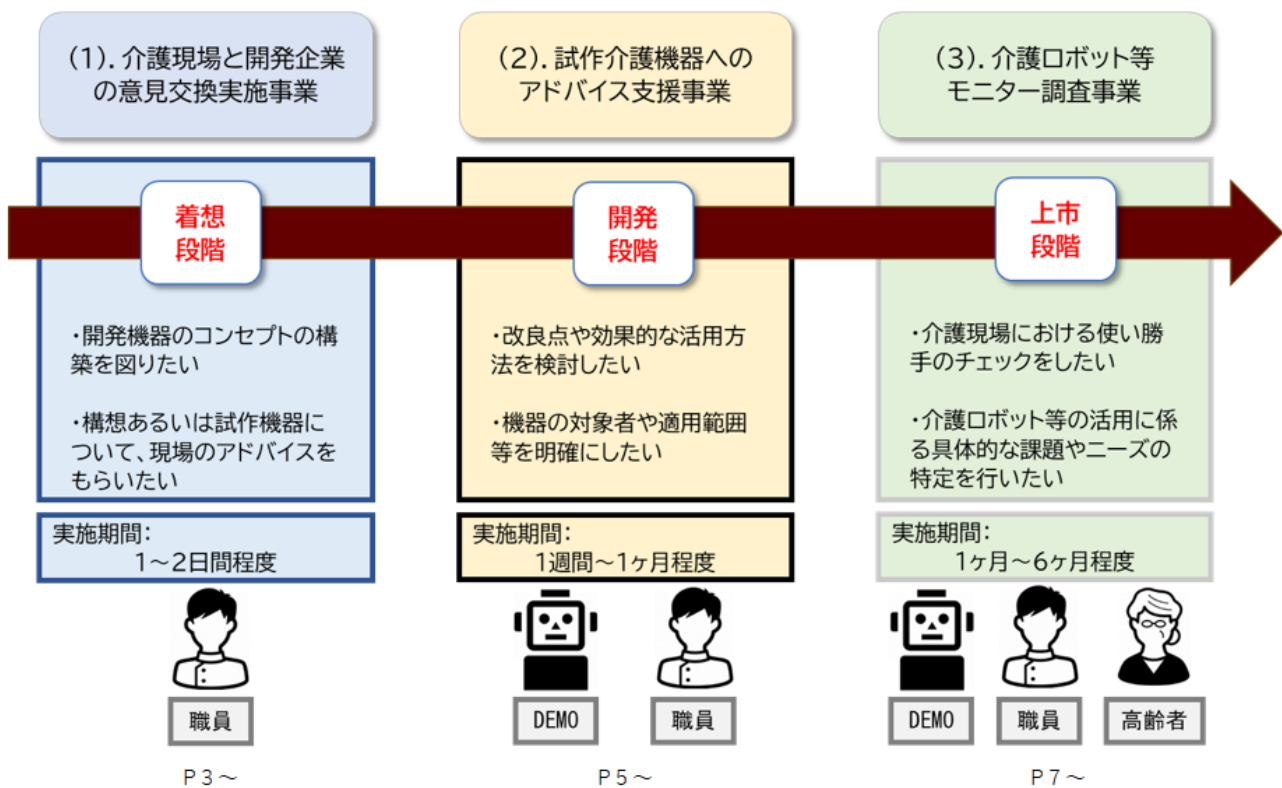 (1). 介護現場と開発企業
の意見交換実施事業
着想
段階
・開発機器のコンセプトの構
築を図りたい
・構想あるいは試作機器に
ついて、現場のアドバイスを
もらいたい
実施期間:
1～2日間程度
職員
P3～
(2). 試作介護機器への
アドバイス支援事業
開発
段階
・改良点や効果的な活用方
法を検討したい
・機器の対象者や適用範囲
等を明確にしたい
実施期間:
1週間～1ヶ月程度
DEMO
職員
P5～
(3). 介護ロボット等
モニター調査事業
上市
段階
・介護現場における使い勝
手のチェックをしたい
・介護ロボット等の活用に係
る具体的な課題やニーズの
特定を行いたい
実施期間:
1ヶ月～6ヶ月程度
DEMO
職員
高齢者
P7～